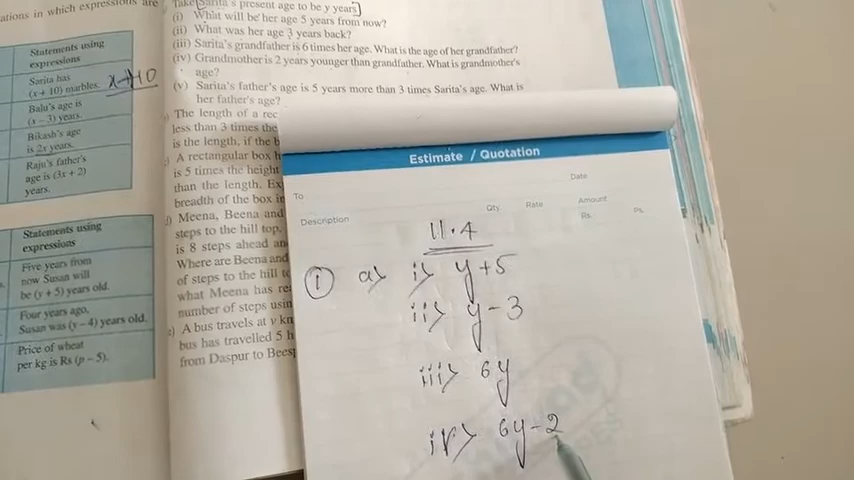 ations in which expressions are
Statements using
expressions
Sarita has
(x + 10) marbles.
x+10
Balu's age is
(x – 3) years.
Bikash's age
is 2x years.
Raju's father's
age is (3x + 2)
years.
Statements using
expressions
Five years from
now Susan will
be (y + 5) years old.
Four years ago,
Susan was (y – 4) years old.
Price of wheat
per kg is Rs (p – 5).
Take Sarita's present age to be y years
(i) What will be her age 5 years from now?
(ii) What was her age 3 years back?
(iii) Sarita's grandfather is 6 times her age. What is the age of her grandfather?
(iv) Grandmother is 2 years younger than grandfather. What is grandmother's
age?
(v) Sarita's father's age is 5 years more than 3 times Sarita's age. What is
her father's age?
The length of a rec
less than 3 times the
is the length, if the b
A rectangular box h
is 5 times the height
than the length. Ex
breadth of the box in
d) Meena, Beena and
steps to the hill top.
is 8 steps ahead an
Where are Beena and
of steps to the hill to
what Meena has re
number of steps usin
e) A bus travels at v km
bus has travelled 5 h
from Daspur to Bees
Estimate / Quotation
To
Date
Description
Qty.
Rate
Amount
Rs.
Ps.
11.4
1 a> i> y+5
ii> y-3
iii> 6y
iv> 6y-2